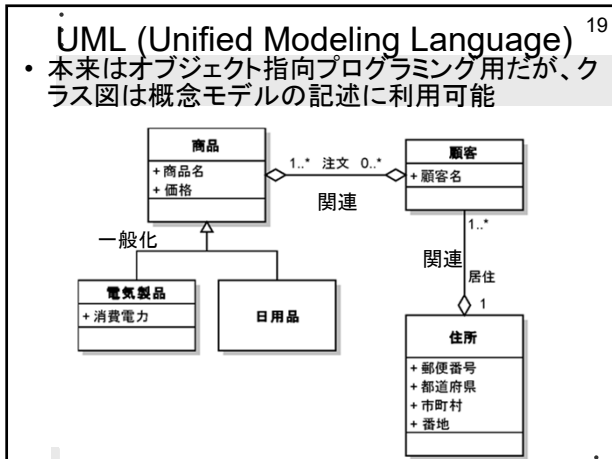 UML (Unified Modeling Language)
19
• 本来はオブジェクト指向プログラミング用だが、ク
ラス図は概念モデルの記述に利用可能
商品
+ 商品名
+ 価格
1..* 注文 0..*
関連
顧客
+ 顧客名
一般化
1..*
関連
居住
1
電気製品
+ 消費電力
日用品
住所
+ 郵便番号
+ 都道府県
+ 市町村
+ 番地